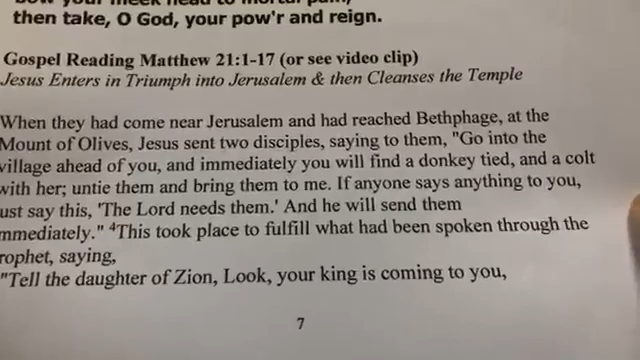 then take, O God, your pow'r and reign.
Gospel Reading Matthew 21:1-17 (or see video clip)
Jesus Enters in Triumph into Jerusalem & then Cleanses the Temple
When they had come near Jerusalem and had reached Bethphage, at the
Mount of Olives, Jesus sent two disciples, saying to them, "Go into the
village ahead of you, and immediately you will find a donkey tied, and a colt
with her; untie them and bring them to me. If anyone says anything to you,
ust say this, 'The Lord needs them.' And he will send them
mmediately." ⁴This took place to fulfill what had been spoken through the
rophet, saying,
"Tell the daughter of Zion, Look, your king is coming to you,
7